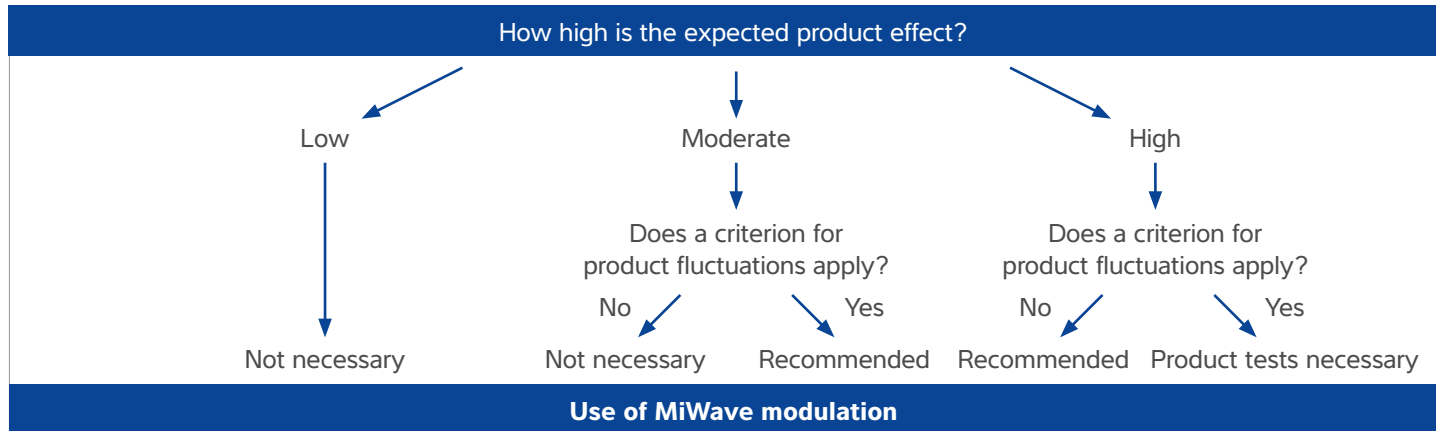 How high is the expected product effect?
Low
Moderate
High
Does a criterion for
product fluctuations apply?
Does a criterion for
product fluctuations apply?
No
Yes
No
Yes
Not necessary
Not necessary
Recommended
Recommended
Product tests necessary
Use of MiWave modulation